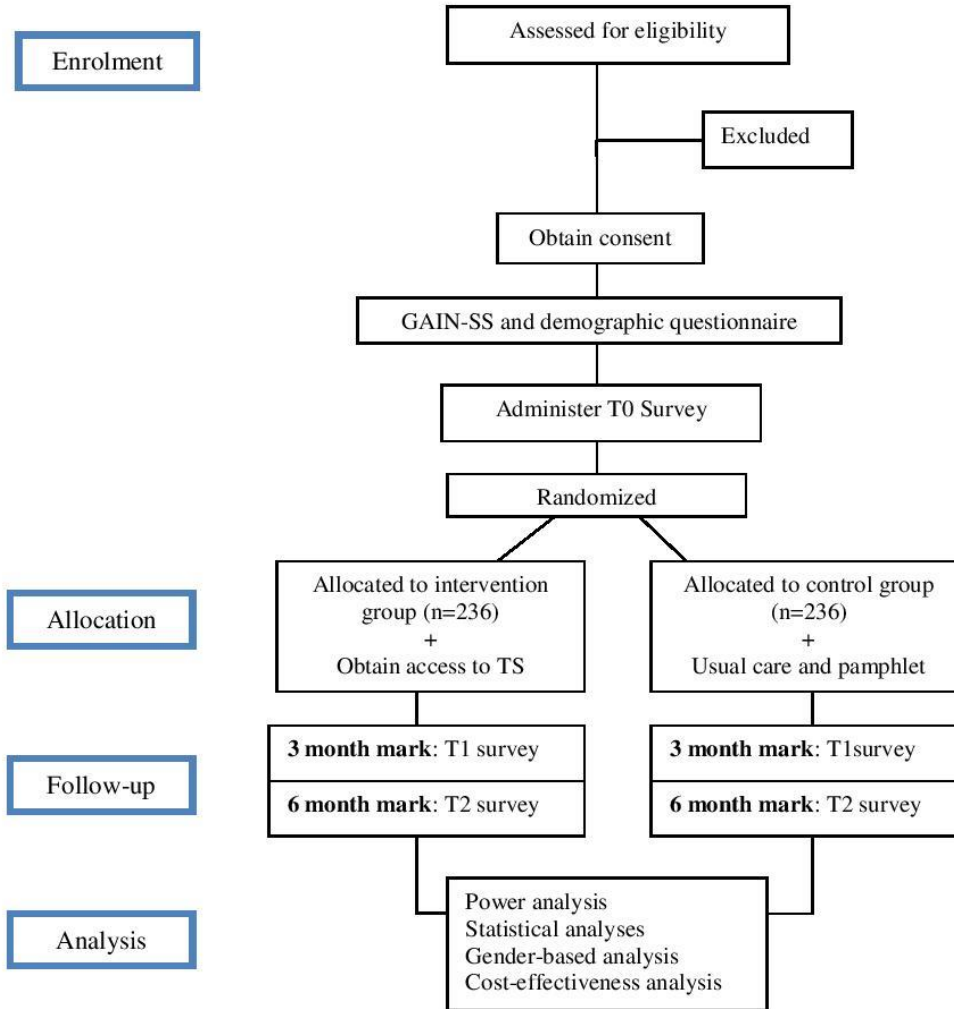 Enrolment
Assessed for eligibility
Excluded
Obtain consent
GAIN-SS and demographic questionnaire
Administer T0 Survey
Randomized
Allocation
Allocated to intervention
group (n=236)
+
Obtain access to TS
Allocated to control group
(n=236)
+
Usual care and pamphlet
Follow-up
3 month mark: T1 survey
6 month mark: T2 survey
3 month mark: T1survey
6 month mark: T2 survey
Analysis
Power analysis
Statistical analyses
Gender-based analysis
Cost-effectiveness analysis